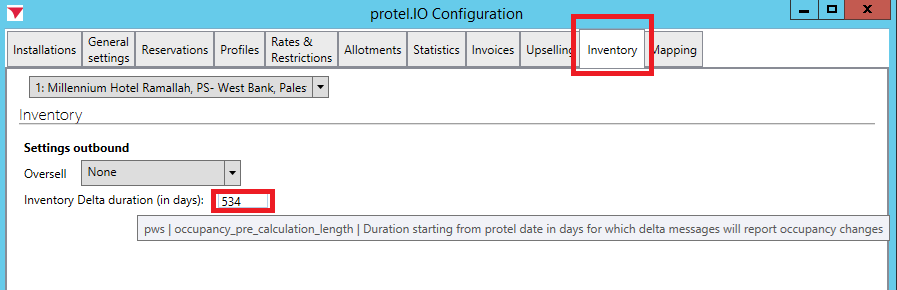 protel.IO Configuration
Installations
General settings
Reservations
Profiles
Rates & Restrictions
Allotments
Statistics
Invoices
Upselling
Inventory
Mapping
1: Millennium Hotel Ramallah, PS- West Bank, Pales
Inventory
Settings outbound
Oversell None
Inventory Delta duration (in days): 534
pws | occupancy_pre_calculation_length | Duration starting from protel date in days for which delta messages will report occupancy changes